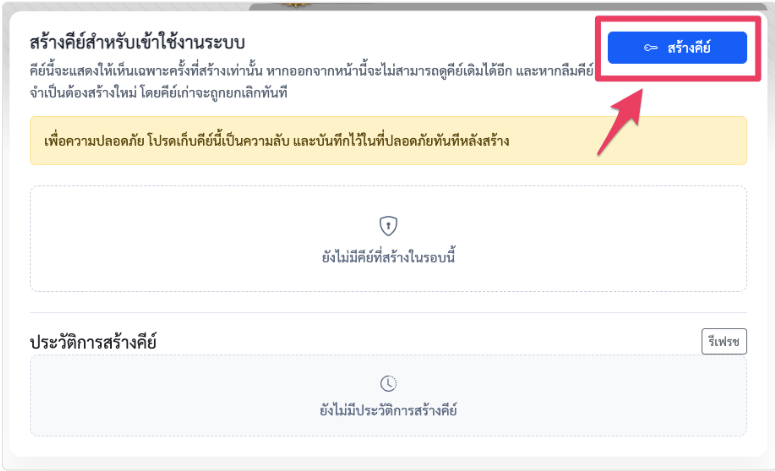 สร้างคีย์สำหรับเข้าใช้งานระบบ
สร้างคีย์
คีย์นี้จะแสดงให้เห็นเฉพาะครั้งที่สร้างเท่านั้น หากออกจากหน้านี้จะไม่สามารถดูคีย์เดิมได้อีก และหากลืมคีย์
จำเป็นต้องสร้างใหม่ โดยคีย์เก่าจะถูกยกเลิกทันที
เพื่อความปลอดภัย โปรดเก็บคีย์นี้เป็นความลับ และบันทึกไว้ในที่ปลอดภัยทันทีหลังสร้าง
ยังไม่มีคีย์ที่สร้างในรอบนี้
ประวัติการสร้างคีย์
รีเฟรช
ยังไม่มีประวัติการสร้างคีย์